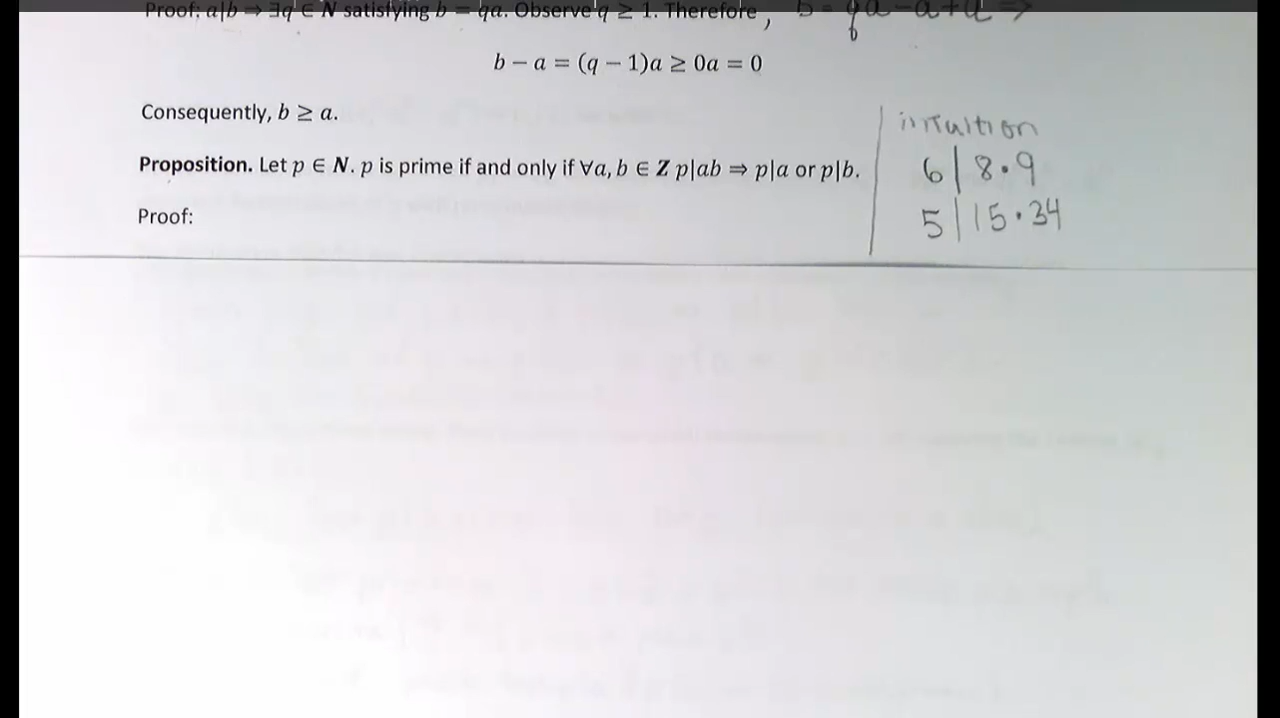 Proof: a|b ⇒ ∃q ∈ N satisfying b = qa. Observe q ≥ 1. Therefore, b = qa - a + a ⇒
b − a = (q − 1)a ≥ 0a = 0
Consequently, b ≥ a.
intuition
Proposition. Let p ∈ N. p is prime if and only if ∀a, b ∈ Z p|ab ⇒ p|a or p|b.
6 | 8·9
Proof:
5 | 15·34